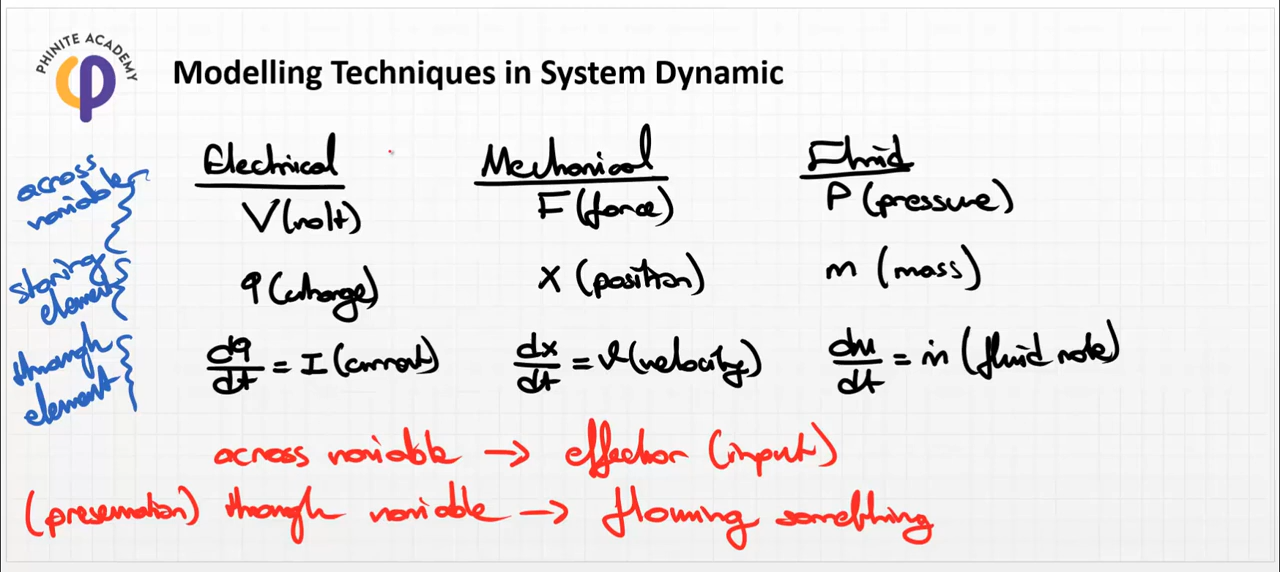 PHINITE ACADEMY
Modelling Techniques in System Dynamic
Electrical Mechanical Fluid
across variable V (volt) F (force) P (pressure)
storing element q (charge) x (position) m (mass)
through element dq/dt = I (current) dx/dt = v (velocity) dm/dt = ṁ (fluid rate)
across variable → effector (input)
(preservation) through variable → flowing something